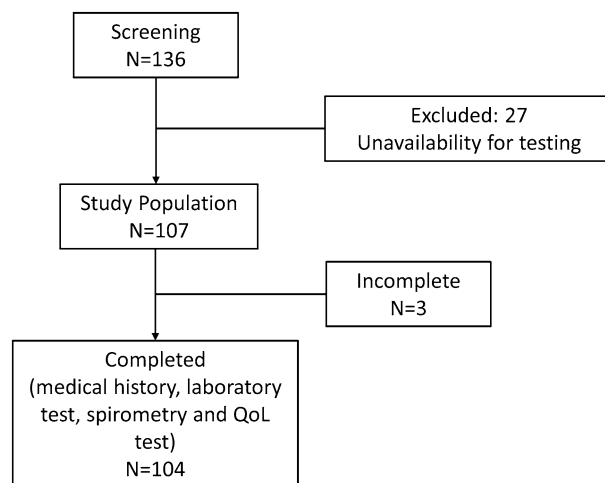 Screening
N=136
Excluded: 27
Unavailability for testing
Study Population
N=107
Incomplete
N=3
Completed
(medical history, laboratory
test, spirometry and QoL
test)
N=104